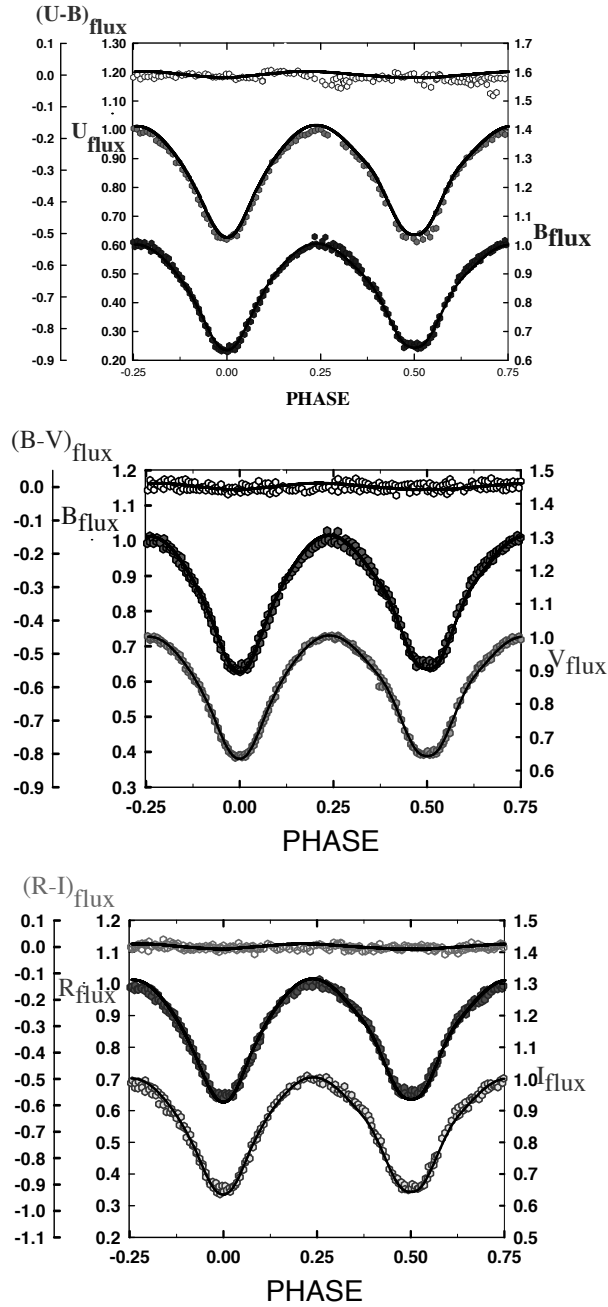 (U-B)flux
0.1 1.30 1.7
0.0 1.20 1.6
-0.1 1.10 1.5
-0.2 Uflux 1.00 1.4
0.90 1.3
-0.3 0.80
-0.4 0.70 1.2
-0.5 0.60 1.1
-0.6 0.50 1.0 Bflux
0.40 0.9
-0.7 0.30 0.8
-0.8 0.7
-0.9 0.20 0.6
-0.25 0.00 0.25 0.50 0.75
PHASE
(B-V)flux
1.2 1.5
0.0 1.1 1.4
-0.1 Bflux
-0.2 1.0 1.3
0.9 1.2
-0.3 0.8 1.1
-0.4 0.7 1.0
-0.5 0.6 0.9 Vflux
-0.6 0.5 0.8
-0.7 0.4 0.7
-0.8 0.6
-0.9 0.3
-0.25 0.00 0.25 0.50 0.75
PHASE
(R-I)flux
0.1 1.2 1.5
0.0 1.1 1.4
-0.1 Rflux 1.0 1.3
-0.2 0.9 1.2
-0.3 0.8 1.1
-0.4 0.7 1.0 Iflux
-0.5 0.6 0.9
-0.6 0.5 0.8
-0.7 0.4 0.7
-0.8 0.3 0.6
-0.9 0.2 0.5
-1.0
-1.1
-0.25 0.00 0.25 0.50 0.75
PHASE